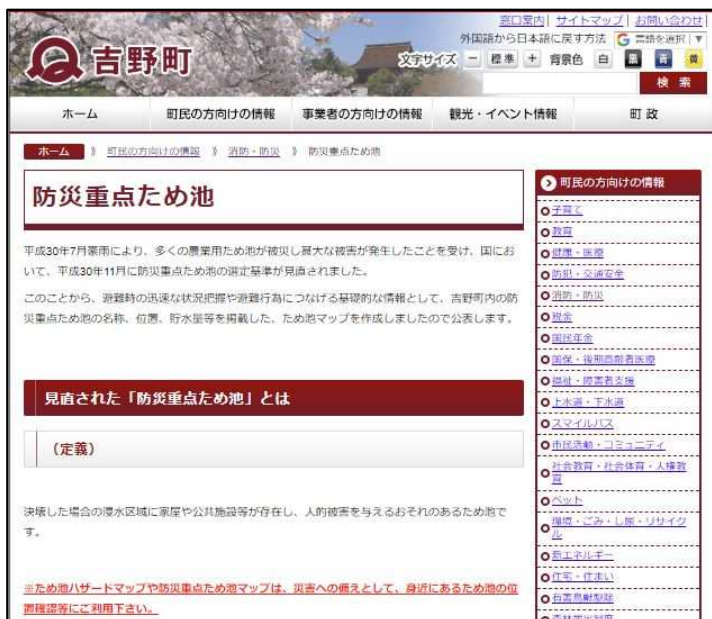 窓口案内｜ サイトマップ｜ お問い合わせ
外国語から日本語に戻す方法 G 言語を選択｜▼
吉野町
文字サイズ － 標準 ＋ 背景色 白 黒 青 黄
検 索
ホーム 町民の方向けの情報 事業者の方向けの情報 観光・イベント情報 町 政
ホーム 》 町民の方向けの情報 》 消防・防災 》 防災重点ため池
防災重点ため池
平成30年7月豪雨により、多くの農業用ため池が被災し甚大な被害が発生したことを受け、国にお
いて、平成30年11月に防災重点ため池の選定基準が見直されました。
このことから、避難時の迅速な状況把握や避難行為につなげる基礎的な情報として、吉野町内の防
災重点ため池の名称、位置、貯水量等を掲載した、ため池マップを作成しましたので公表します。
見直された「防災重点ため池」とは
（定義）
決壊した場合の浸水区域に家屋や公共施設等が存在し、人的被害を与えるおそれのあるため池で
す。
※ため池ハザードマップや防災重点ため池マップは、災害への備えとして、身近にあるため池の位
置確認等にご利用下さい。
町民の方向けの情報
子育て
教育
健康・医療
防犯・交通安全
消防・防災
税金
国民年金
国保・後期高齢者医療
福祉・障害者支援
上水道・下水道
スマイルバス
市民活動・コミュニティ
社会教育・社会体育・人権教
育
ペット
環境・ごみ・し尿・リサイク
ル
新エネルギー
住宅・住まい
有害鳥獣駆除